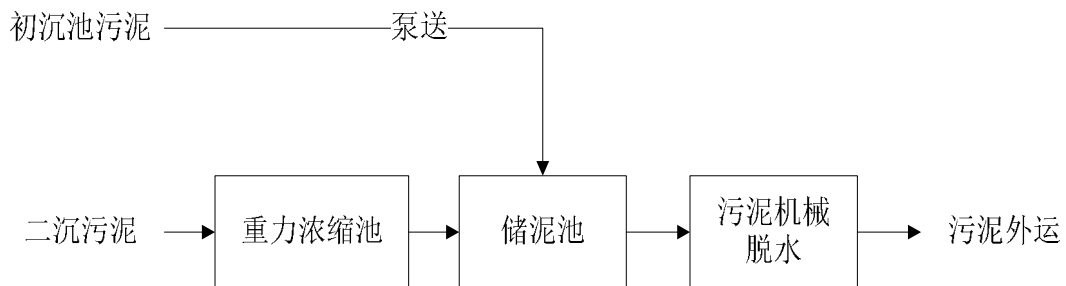 初沉池污泥
泵送
二沉污泥
重力浓缩池
储泥池
污泥机械
脱水
污泥外运